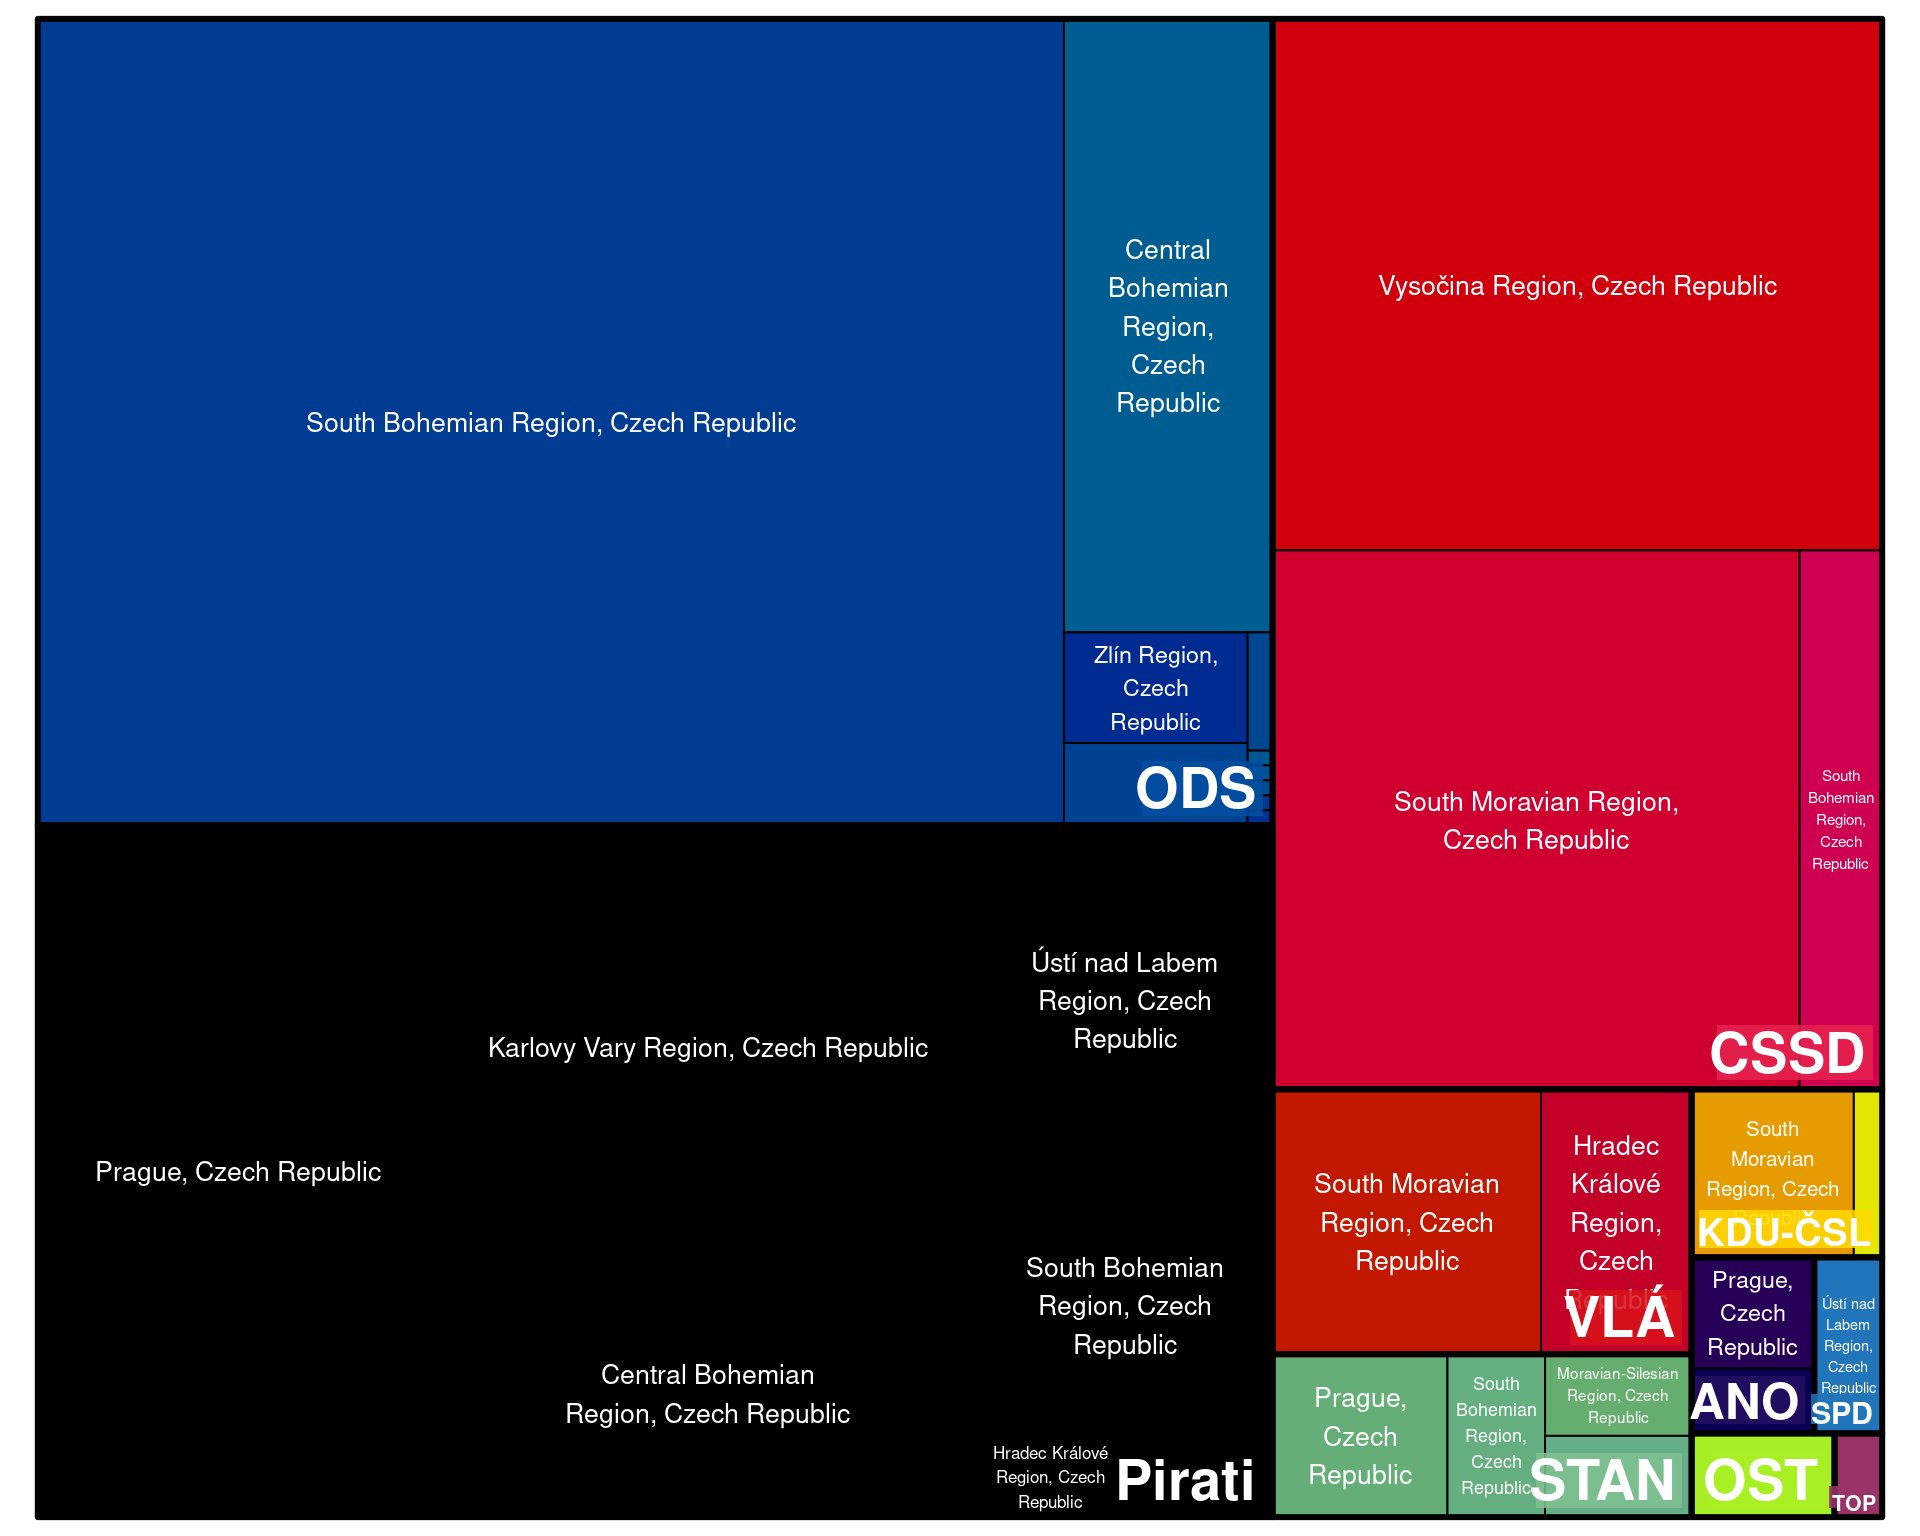 South Bohemian Region, Czech Republic
Central
Bohemian
Region,
Czech
Republic
Zlín Region,
Czech
Republic
ODS
Vysočina Region, Czech Republic
South Moravian Region,
Czech Republic
South
Bohemian
Region,
Czech
Republic
CSSD
Prague, Czech Republic
Karlovy Vary Region, Czech Republic
Ústí nad Labem
Region, Czech
Republic
Central Bohemian
Region, Czech Republic
South Bohemian
Region, Czech
Republic
Hradec Králové
Region, Czech
Republic
Pirati
South Moravian
Region, Czech
Republic
Hradec
Králové
Region,
Czech
Republic
VLÁ
South
Moravian
Region, Czech
Republic
KDU-ČSL
Prague,
Czech
Republic
ANO
Ústí nad
Labem
Region,
Czech
Republic
SPD
Prague,
Czech
Republic
South
Bohemian
Region,
Czech
Republic
Moravian-Silesian
Region, Czech
Republic
STAN
OST
TOP